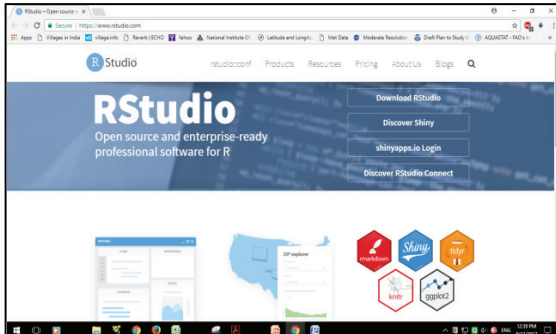 RStudio – Open source
Secure | https://www.rstudio.com
Apps Villages in India village.info Reverb | ECHO Yahoo National Institute Of Latitude and Longitu Met Data Moderate Resolution Draft Plan to Study AQUASTAT - FAO's In
R Studio rstudio::conf Products Resources Pricing About Us Blogs
RStudio
Open source and enterprise-ready
professional software for R
Download RStudio
Discover Shiny
shinyapps.io Login
Discover RStudio Connect
ZIP explorer
markdown
Shiny
tidyr
knitr
ggplot2
ENG
12:39 PM